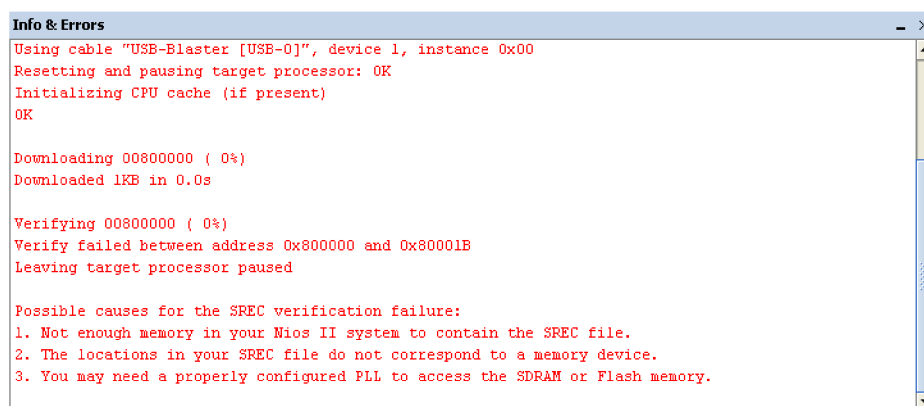 Info & Errors
Using cable "USB-Blaster [USB-0]", device 1, instance 0x00
Resetting and pausing target processor: OK
Initializing CPU cache (if present)
OK
Downloading 00800000 ( 0%)
Downloaded 1KB in 0.0s
Verifying 00800000 ( 0%)
Verify failed between address 0x800000 and 0x80001B
Leaving target processor paused
Possible causes for the SREC verification failure:
1. Not enough memory in your Nios II system to contain the SREC file.
2. The locations in your SREC file do not correspond to a memory device.
3. You may need a properly configured PLL to access the SDRAM or Flash memory.